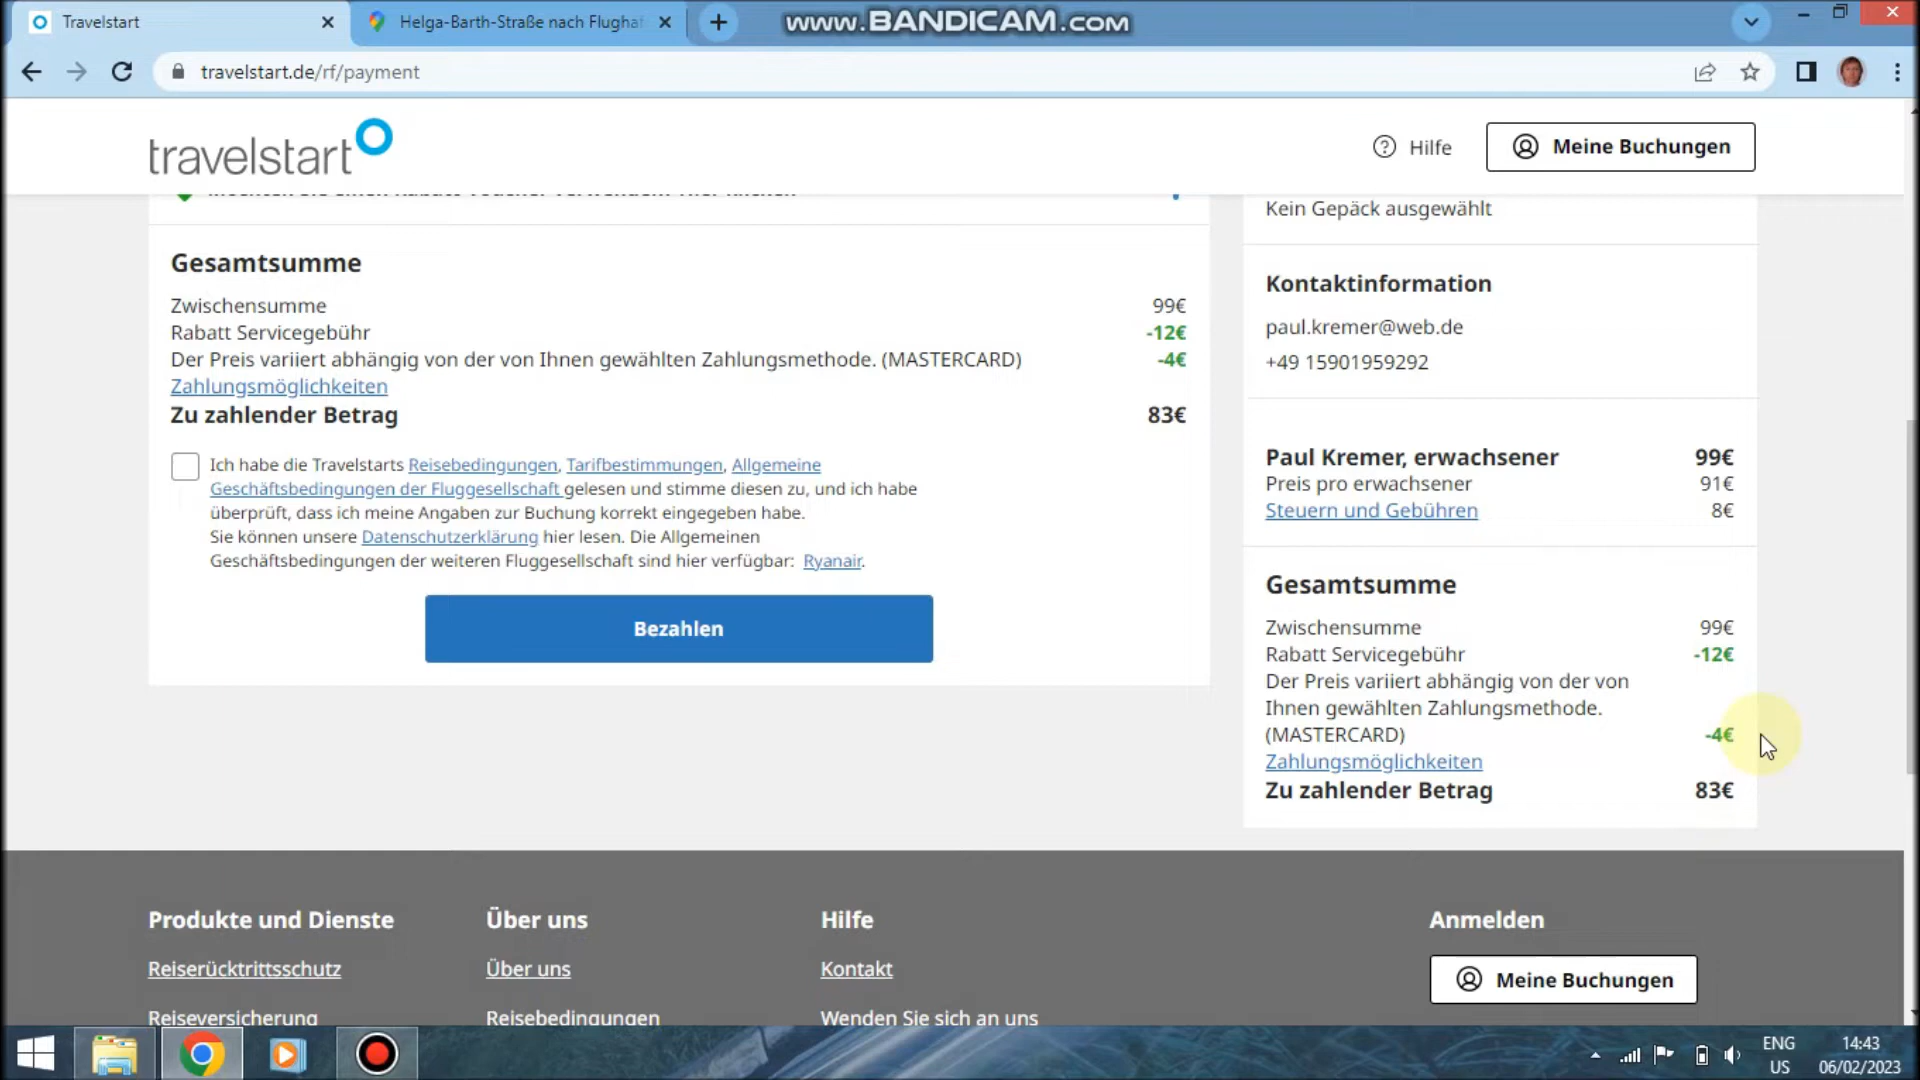 Travelstart
Helga-Barth-Straße nach Flugha
www.BANDICAM.com
travelstart.de/rf/payment
travelstart
Hilfe
Meine Buchungen
Kein Gepäck ausgewählt
Gesamtsumme
Zwischensumme 99€
Rabatt Servicegebühr -12€
Der Preis variiert abhängig von der von Ihnen gewählten Zahlungsmethode. (MASTERCARD) -4€
Zahlungsmöglichkeiten
Zu zahlender Betrag 83€
Ich habe die Travelstarts Reisebedingungen, Tarifbestimmungen, Allgemeine
Geschäftsbedingungen der Fluggesellschaft gelesen und stimme diesen zu, und ich habe
überprüft, dass ich meine Angaben zur Buchung korrekt eingegeben habe.
Sie können unsere Datenschutzerklärung hier lesen. Die Allgemeinen
Geschäftsbedingungen der weiteren Fluggesellschaft sind hier verfügbar: Ryanair.
Bezahlen
Kontaktinformation
paul.kremer@web.de
+49 15901959292
Paul Kremer, erwachsener 99€
Preis pro erwachsener 91€
Steuern und Gebühren 8€
Gesamtsumme
Zwischensumme 99€
Rabatt Servicegebühr -12€
Der Preis variiert abhängig von der von
Ihnen gewählten Zahlungsmethode.
(MASTERCARD) -4€
Zahlungsmöglichkeiten
Zu zahlender Betrag 83€
Produkte und Dienste
Reiserücktrittsschutz
Reiseversicherung
Über uns
Über uns
Reisebedingungen
Hilfe
Kontakt
Wenden Sie sich an uns
Anmelden
Meine Buchungen
ENG
US
14:43
06/02/2023